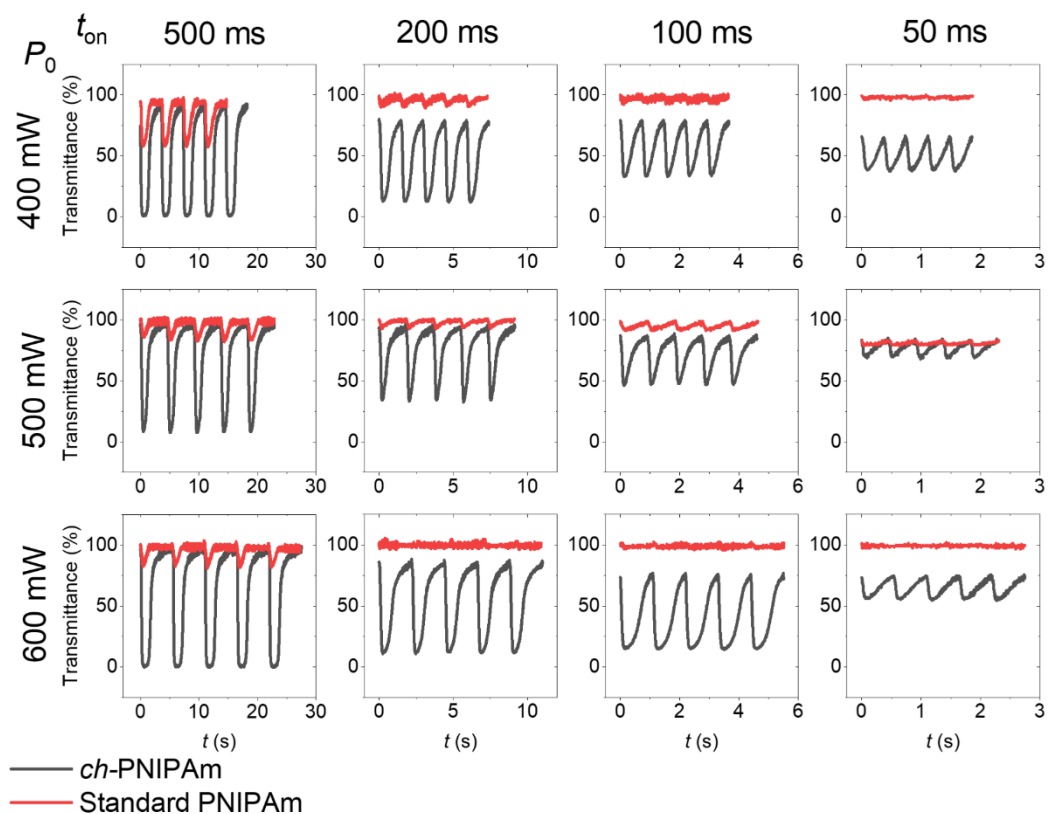 t_on 500 ms 200 ms 100 ms 50 ms
P_0
400 mW
Transmittance (%)
100
50
0
0 10 20 30
0 5 10
0 2 4 6
0 1 2 3
500 mW
Transmittance (%)
100
50
0
0 10 20 30
0 5 10
0 2 4 6
0 1 2 3
600 mW
Transmittance (%)
100
50
0
0 10 20 30
0 5 10
0 2 4 6
0 1 2 3
t (s) t (s) t (s) t (s)
ch-PNIPAm
Standard PNIPAm